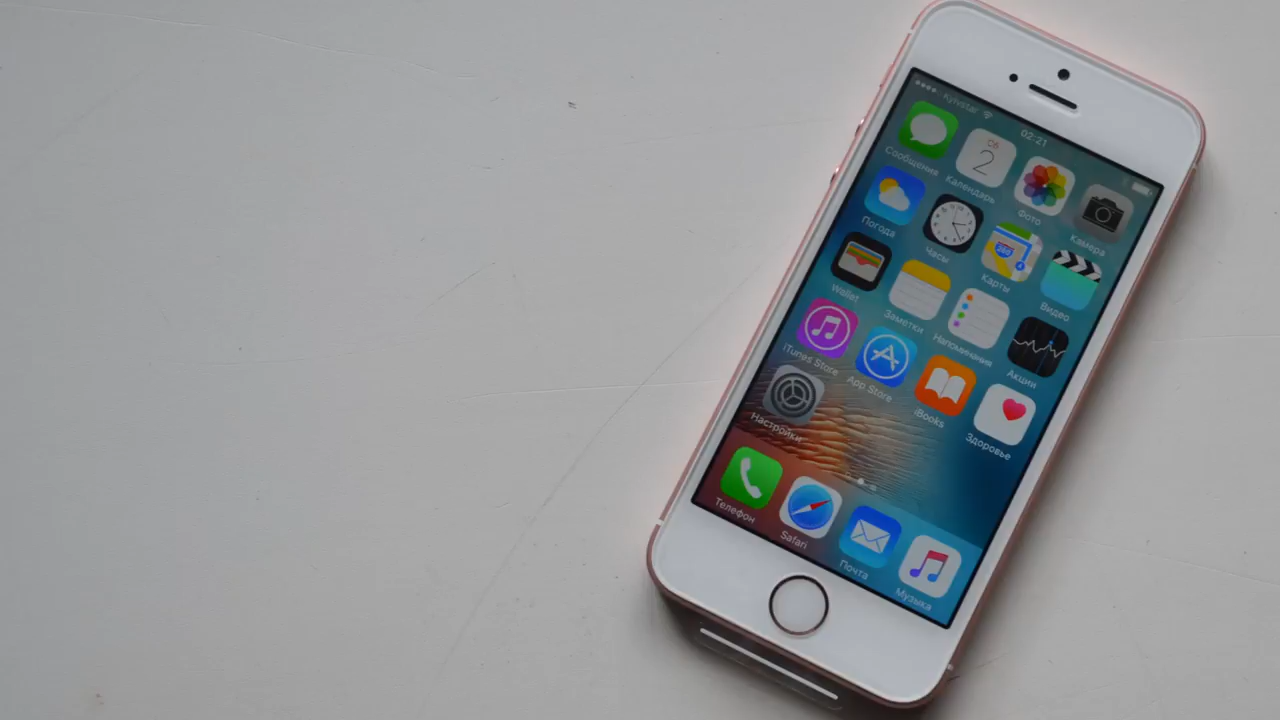 Kyivstar 02:21
Сообщения
Сб
2
Календарь
Фото
Камера
Погода
Часы
280
Карты
Видео
Wallet
Заметки
Напоминания
Акции
iTunes Store
App Store
iBooks
Здоровье
Настройки
Телефон
Safari
Почта
Музыка